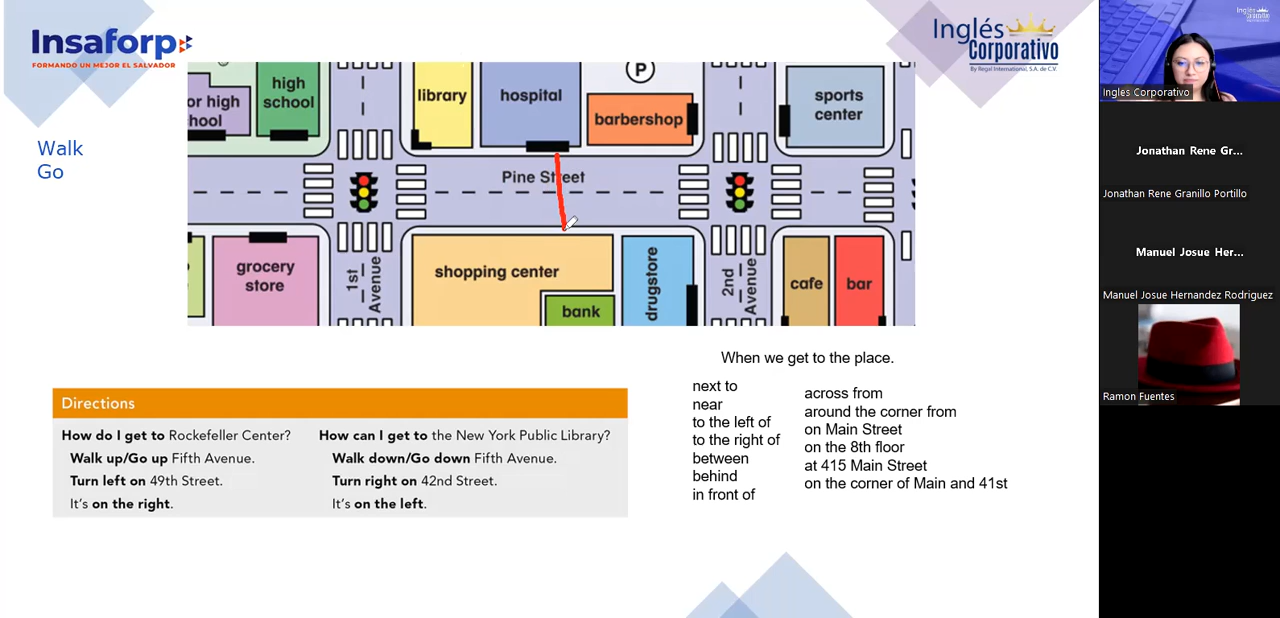 Insaforp
FORMANDO UN MEJOR EL SALVADOR
Inglés
Corporativo
By Regal International, S.A. de C.V.
Walk
Go
or high
hool
high
school
library
hospital
P
barbershop
sports
center
Pine Street
grocery
store
1st
Avenue
shopping center
bank
drugstore
2nd
Avenue
cafe
bar
When we get to the place.
next to
near
to the left of
to the right of
between
behind
in front of
across from
around the corner from
on Main Street
on the 8th floor
at 415 Main Street
on the corner of Main and 41st
Directions
How do I get to Rockefeller Center?
Walk up/Go up Fifth Avenue.
Turn left on 49th Street.
It's on the right.
How can I get to the New York Public Library?
Walk down/Go down Fifth Avenue.
Turn right on 42nd Street.
It's on the left.
Inglés Corporativo
Jonathan Rene Gr...
Jonathan Rene Granillo Portillo
Manuel Josue Her...
Manuel Josue Hernandez Rodriguez
Ramon Fuentes